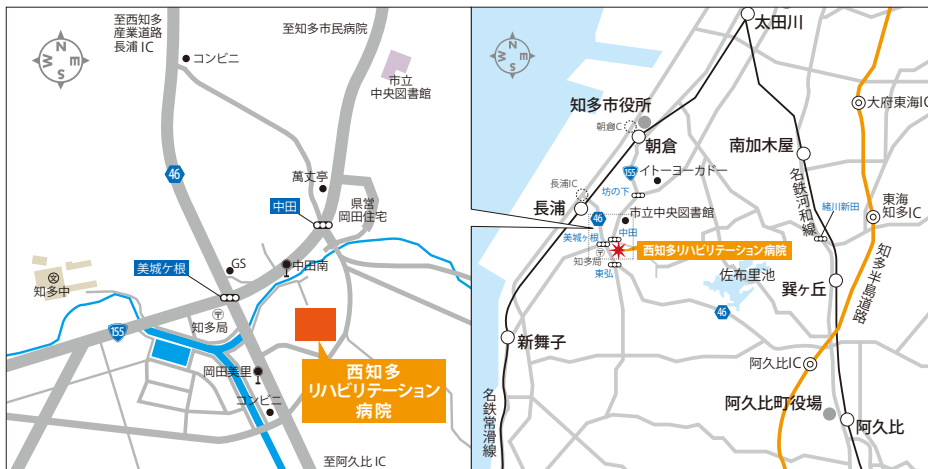 至西知多
産業道路
長浦 IC
至知多市民病院
N
E
S
W
コンビニ
市立
中央図書館
46
萬丈亭
中田
県営
岡田住宅
美城ケ根
GS
中田南
知多中
155
知多局
岡田美里
西知多
リハビリテーション
病院
コンビニ
至阿久比 IC
N
E
S
W
太田川
知多市役所
朝倉IC
朝倉
大府東海IC
南加木屋
155
イトーヨーカドー
坊の下
長浦IC
長浦
46
市立中央図書館
名鉄河和線
緒川新田
東海
知多IC
美城ケ根
中田
西知多リハビリテーション病院
知多局
東弘
佐布里池
巽ヶ丘
知多半島道路
46
新舞子
阿久比IC
名鉄常滑線
阿久比町役場
阿久比